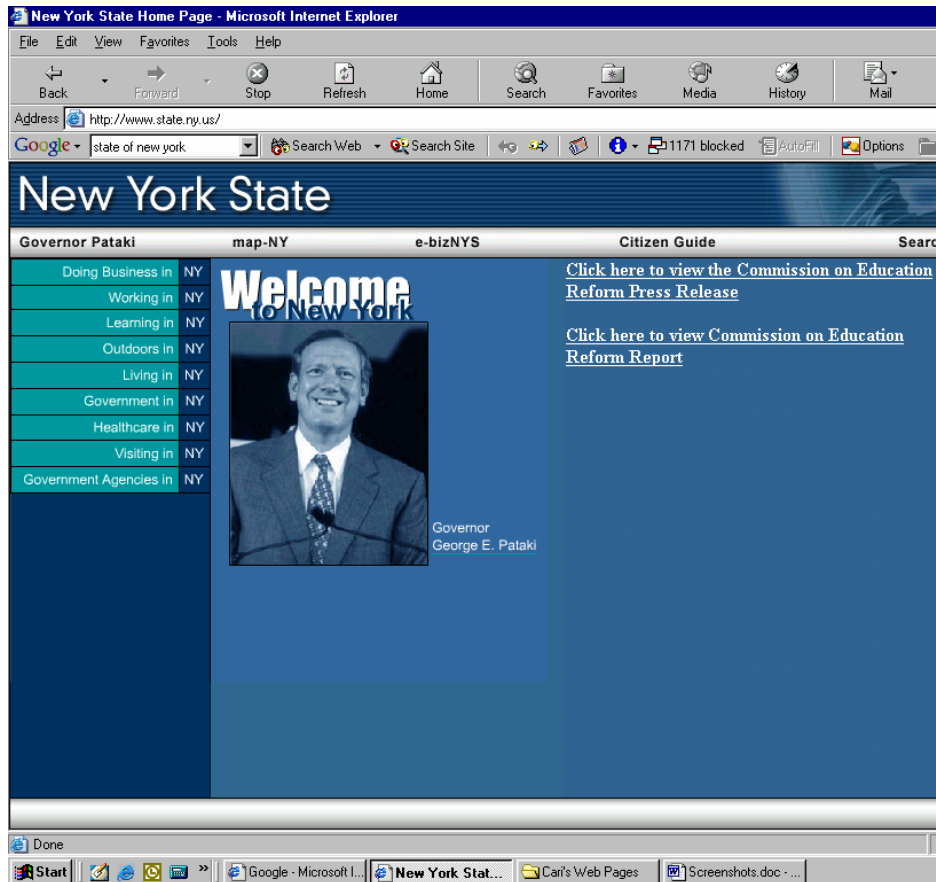 New York State Home Page - Microsoft Internet Explorer
File Edit View Favorites Tools Help
Back Forward Stop Refresh Home Search Favorites Media History Mail
Address http://www.state.ny.us/
Google state of new york Search Web Search Site 1171 blocked AutoFill Options
New York State
Governor Pataki map-NY e-bizNYS Citizen Guide Searc
Doing Business in NY
Working in NY
Learning in NY
Outdoors in NY
Living in NY
Government in NY
Healthcare in NY
Visiting in NY
Government Agencies in NY
Welcome
to New York
Governor
George E. Pataki
Click here to view the Commission on Education
Reform Press Release
Click here to view Commission on Education
Reform Report
Done
Start » Google - Microsoft I... New York Stat... Cari's Web Pages Screenshots.doc - ...